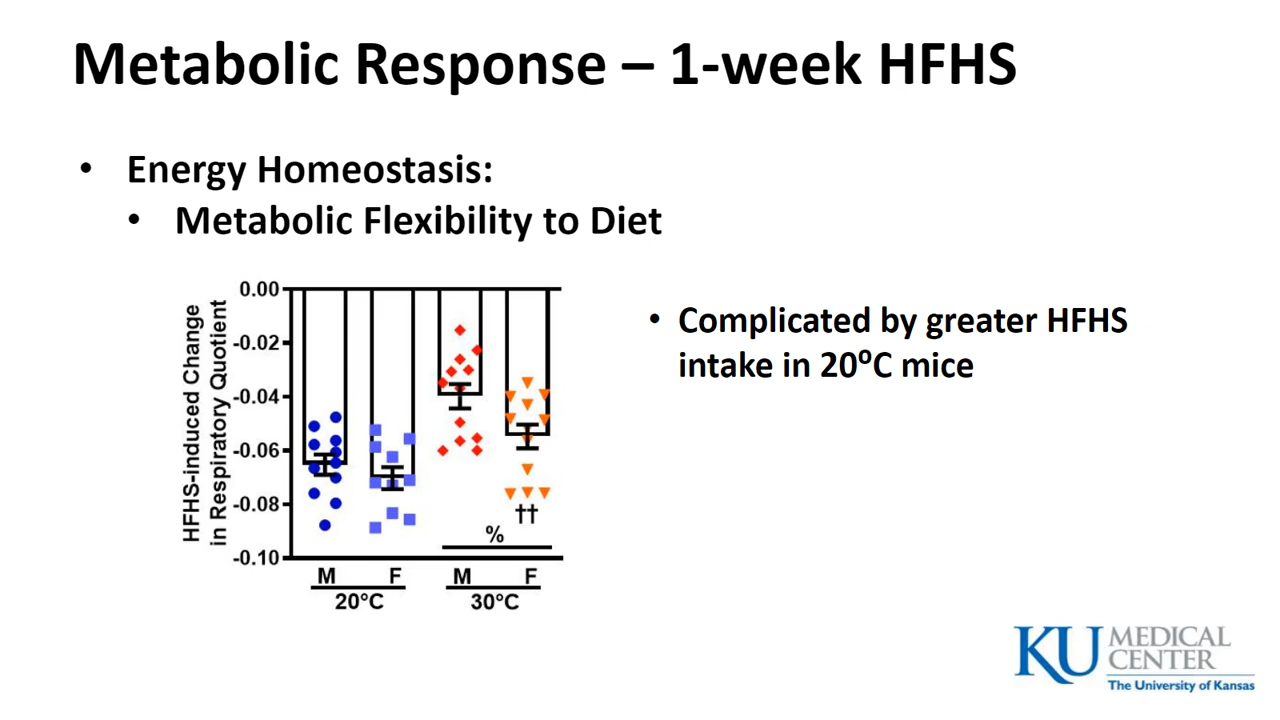 Metabolic Response – 1-week HFHS
• Energy Homeostasis:
• Metabolic Flexibility to Diet
HFHS-induced Change
in Respiratory Quotient
0.00
-0.02
-0.04
-0.06
-0.08
-0.10
††
%
M F M F
20°C 30°C
• Complicated by greater HFHS
intake in 20⁰C mice
KU MEDICAL
CENTER
The University of Kansas